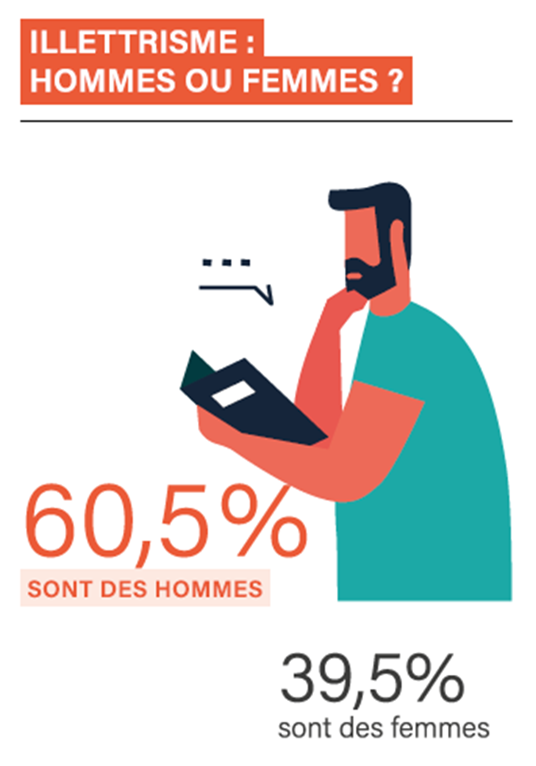 ILLETTRISME :
HOMMES OU FEMMES ?
60,5%
SONT DES HOMMES
39,5%
sont des femmes